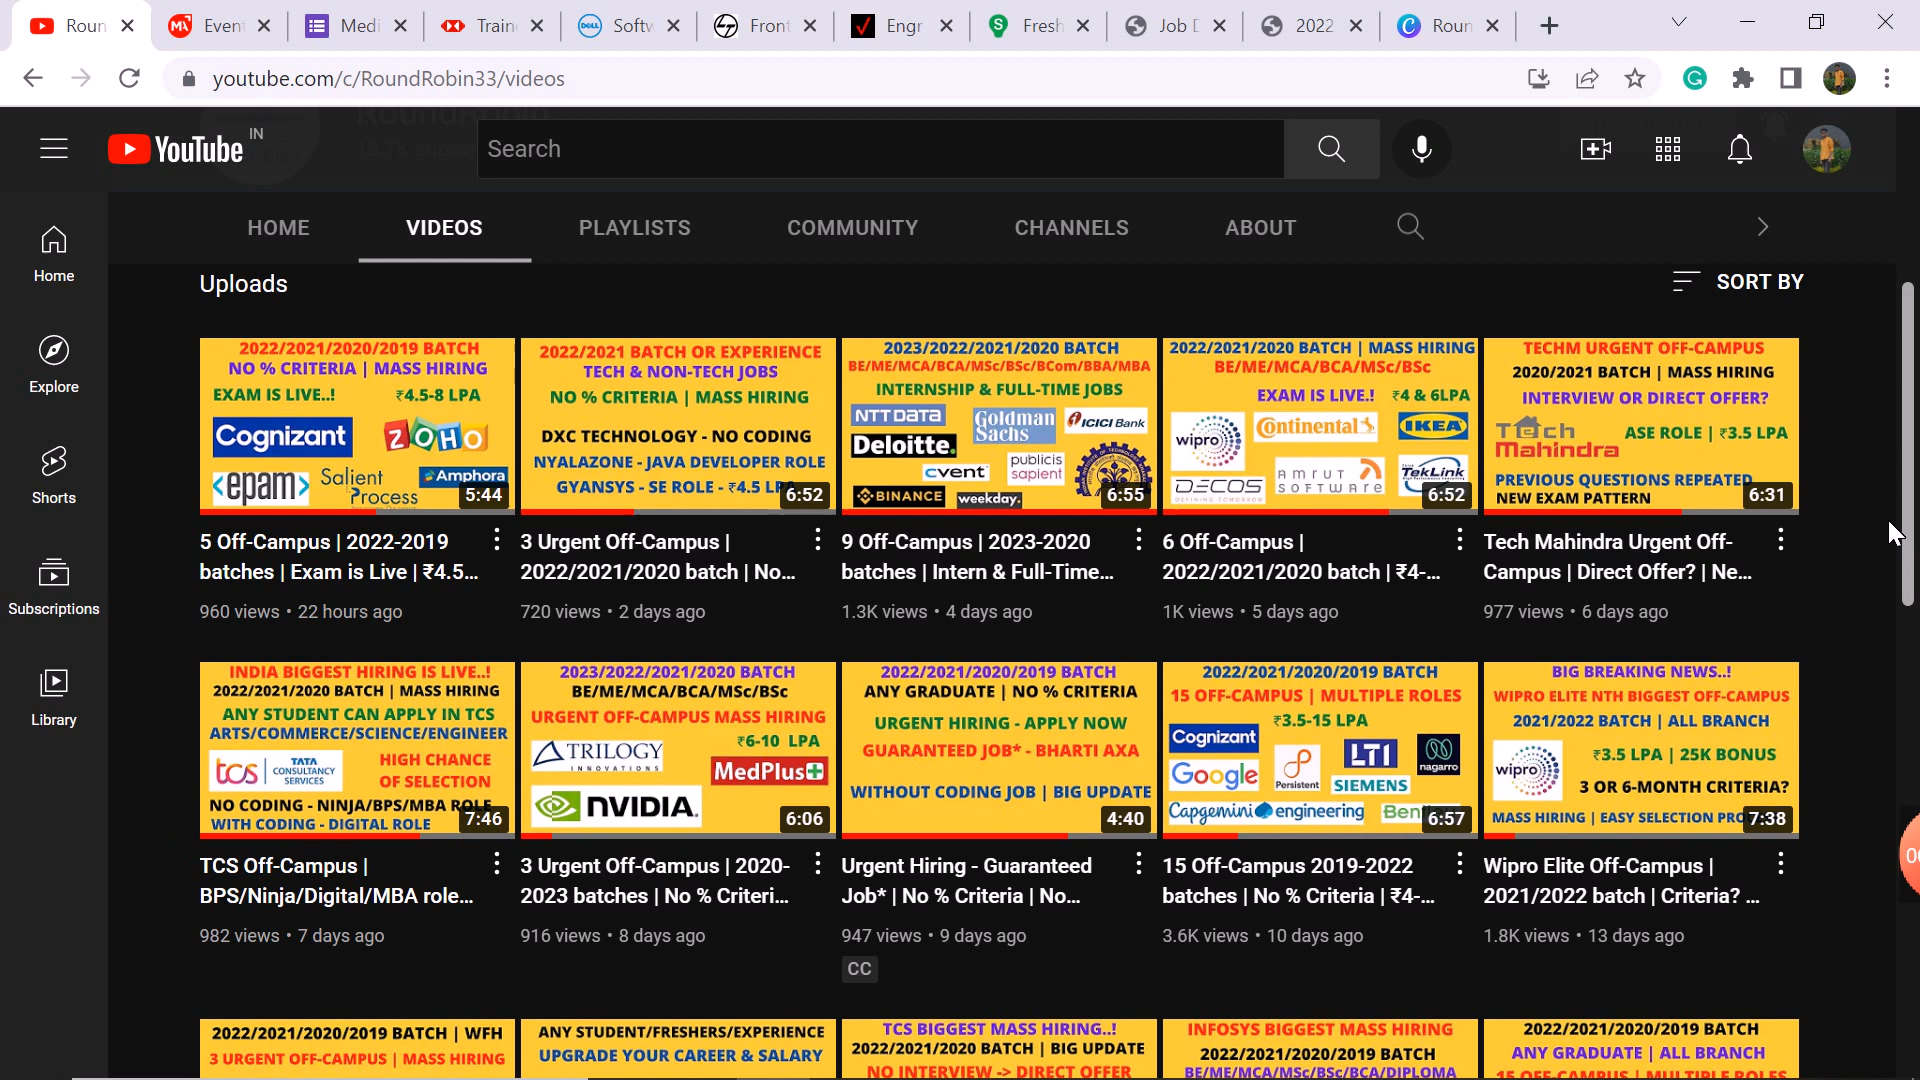 Roun
Even
Medi
Train
Softw
Front
Engr
Fresh
Job D
2022
Roun
youtube.com/c/RoundRobin33/videos
YouTube IN
Search
HOME
VIDEOS
PLAYLISTS
COMMUNITY
CHANNELS
ABOUT
Home
Explore
Shorts
Subscriptions
Library
Uploads
SORT BY
2022/2021/2020/2019 BATCH
NO % CRITERIA | MASS HIRING
EXAM IS LIVE..! ₹4.5-8 LPA
Cognizant ZOHO
<epam> Salient Process Amphora
5:44
5 Off-Campus | 2022-2019
batches | Exam is Live | ₹4.5...
960 views • 22 hours ago
2022/2021 BATCH OR EXPERIENCE
TECH & NON-TECH JOBS
NO % CRITERIA | MASS HIRING
DXC TECHNOLOGY - NO CODING
NYALAZONE - JAVA DEVELOPER ROLE
GYANSYS - SE ROLE - ₹4.5
6:52
3 Urgent Off-Campus |
2022/2021/2020 batch | No...
720 views • 2 days ago
2023/2022/2021/2020 BATCH
BE/ME/MCA/BCA/MSc/BSc/BCom/BBA/MBA
INTERNSHIP & FULL-TIME JOBS
NTT DATA Goldman Sachs ICICI Bank
Deloitte.
cvent publicis sapient
BINANCE weekday.
6:55
9 Off-Campus | 2023-2020
batches | Intern & Full-Time...
1.3K views • 4 days ago
2022/2021/2020 BATCH | MASS HIRING
BE/ME/MCA/BCA/MSc/BSc
EXAM IS LIVE.! ₹4 & 6LPA
wipro Continental IKEA
DECOS DEFINING TOMORROW AMRUT SOFTWARE TekLink
6:52
6 Off-Campus |
2022/2021/2020 batch | ₹4-...
1K views • 5 days ago
TECHM URGENT OFF-CAMPUS
2020/2021 BATCH | MASS HIRING
INTERVIEW OR DIRECT OFFER?
Tech Mahindra ASE ROLE | ₹3.5 LPA
PREVIOUS QUESTIONS REPEATED
NEW EXAM PATTERN
6:31
Tech Mahindra Urgent Off-
Campus | Direct Offer? | Ne...
977 views • 6 days ago
INDIA BIGGEST HIRING IS LIVE..!
2022/2021/2020 BATCH | MASS HIRING
ANY STUDENT CAN APPLY IN TCS
ARTS/COMMERCE/SCIENCE/ENGINEER
tcs TATA CONSULTANCY SERVICES HIGH CHANCE OF SELECTION
NO CODING - NINJA/BPS/MBA ROLE
WITH CODING - DIGITAL ROLE
7:46
TCS Off-Campus |
BPS/Ninja/Digital/MBA role...
982 views • 7 days ago
2023/2022/2021/2020 BATCH
BE/ME/MCA/BCA/MSc/BSc
URGENT OFF-CAMPUS MASS HIRING
TRILOGY INNOVATIONS ₹6-10 LPA
MedPlus
NVIDIA.
6:06
3 Urgent Off-Campus | 2020-
2023 batches | No % Criteri...
916 views • 8 days ago
2022/2021/2020/2019 BATCH
ANY GRADUATE | NO % CRITERIA
URGENT HIRING - APPLY NOW
GUARANTEED JOB* - BHARTI AXA
WITHOUT CODING JOB | BIG UPDATE
4:40
Urgent Hiring - Guaranteed
Job* | No % Criteria | No...
947 views • 9 days ago
CC
2022/2021/2020/2019 BATCH
15 OFF-CAMPUS | MULTIPLE ROLES
₹3.5-15 LPA
Cognizant Persistent LTI nagarro
Google SIEMENS
Capgemini engineering Ben
6:57
15 Off-Campus 2019-2022
batches | No % Criteria | ₹4-...
3.6K views • 10 days ago
BIG BREAKING NEWS..!
WIPRO ELITE NTH BIGGEST OFF-CAMPUS
2021/2022 BATCH | ALL BRANCH
wipro ₹3.5 LPA | 25K BONUS
3 OR 6-MONTH CRITERIA?
MASS HIRING | EASY SELECTION PRO
7:38
Wipro Elite Off-Campus |
2021/2022 batch | Criteria? ...
1.8K views • 13 days ago
2022/2021/2020/2019 BATCH | WFH
3 URGENT OFF-CAMPUS | MASS HIRING
ANY STUDENT/FRESHERS/EXPERIENCE
UPGRADE YOUR CAREER & SALARY
TCS BIGGEST MASS HIRING..!
2022/2021/2020 BATCH | BIG UPDATE
NO INTERVIEW -> DIRECT OFFER
INFOSYS BIGGEST MASS HIRING
2022/2021/2020/2019 BATCH
BE/ME/MCA/MSc/BSc/BCA/DIPLOMA
2022/2021/2020/2019 BATCH
ANY GRADUATE | ALL BRANCH
15 OFF-CAMPUS | MULTIPLE ROLES